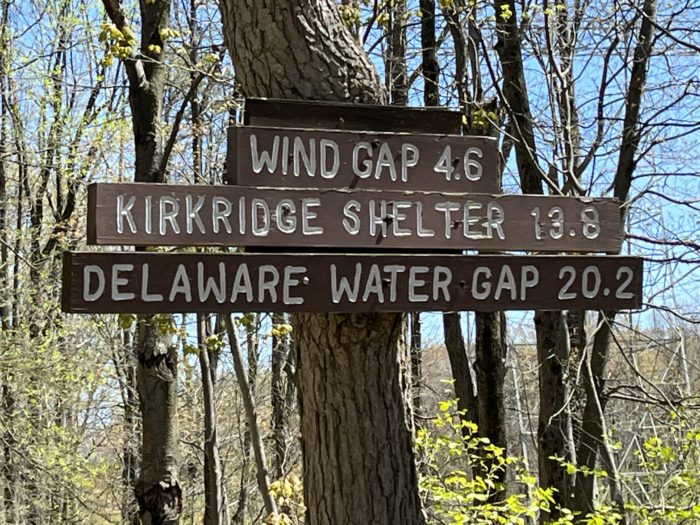 WIND GAP 4.6
KIRKRIDGE SHELTER 13.8
DELAWARE WATER GAP 20.2